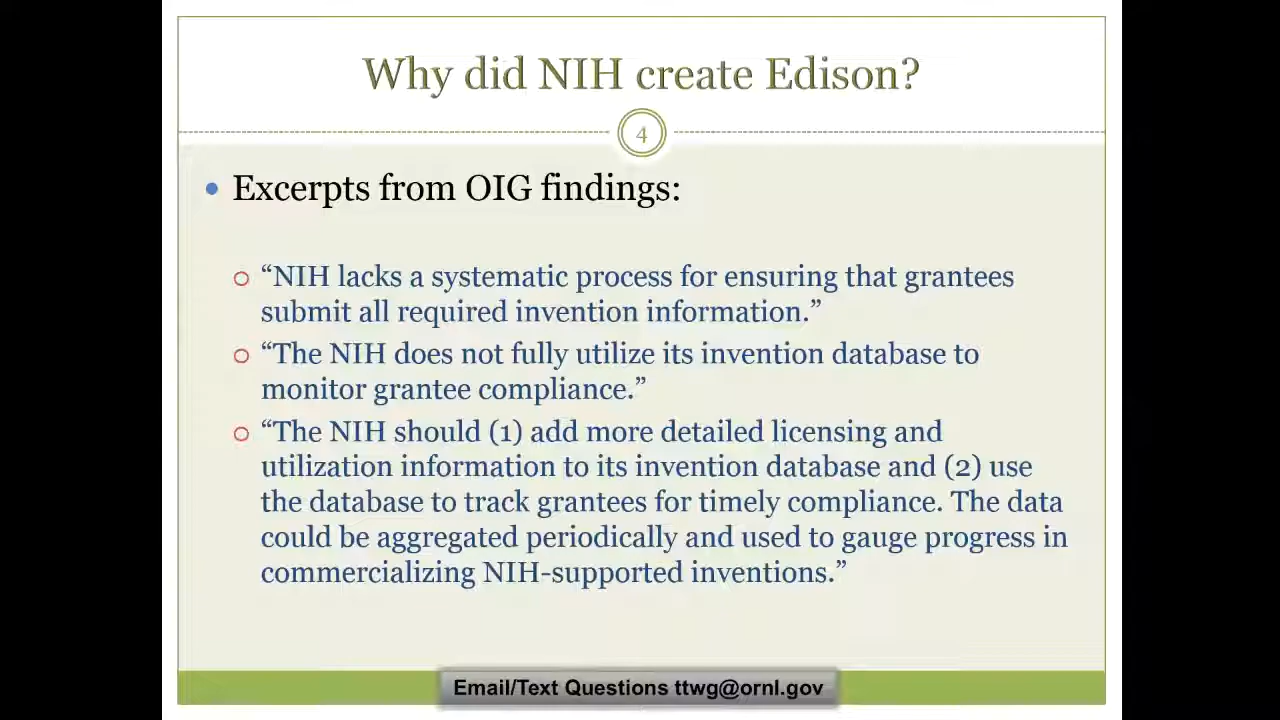 Why did NIH create Edison?
4
• Excerpts from OIG findings:
“NIH lacks a systematic process for ensuring that grantees
submit all required invention information.”
“The NIH does not fully utilize its invention database to
monitor grantee compliance.”
“The NIH should (1) add more detailed licensing and
utilization information to its invention database and (2) use
the database to track grantees for timely compliance. The data
could be aggregated periodically and used to gauge progress in
commercializing NIH-supported inventions.”
Email/Text Questions ttwg@ornl.gov